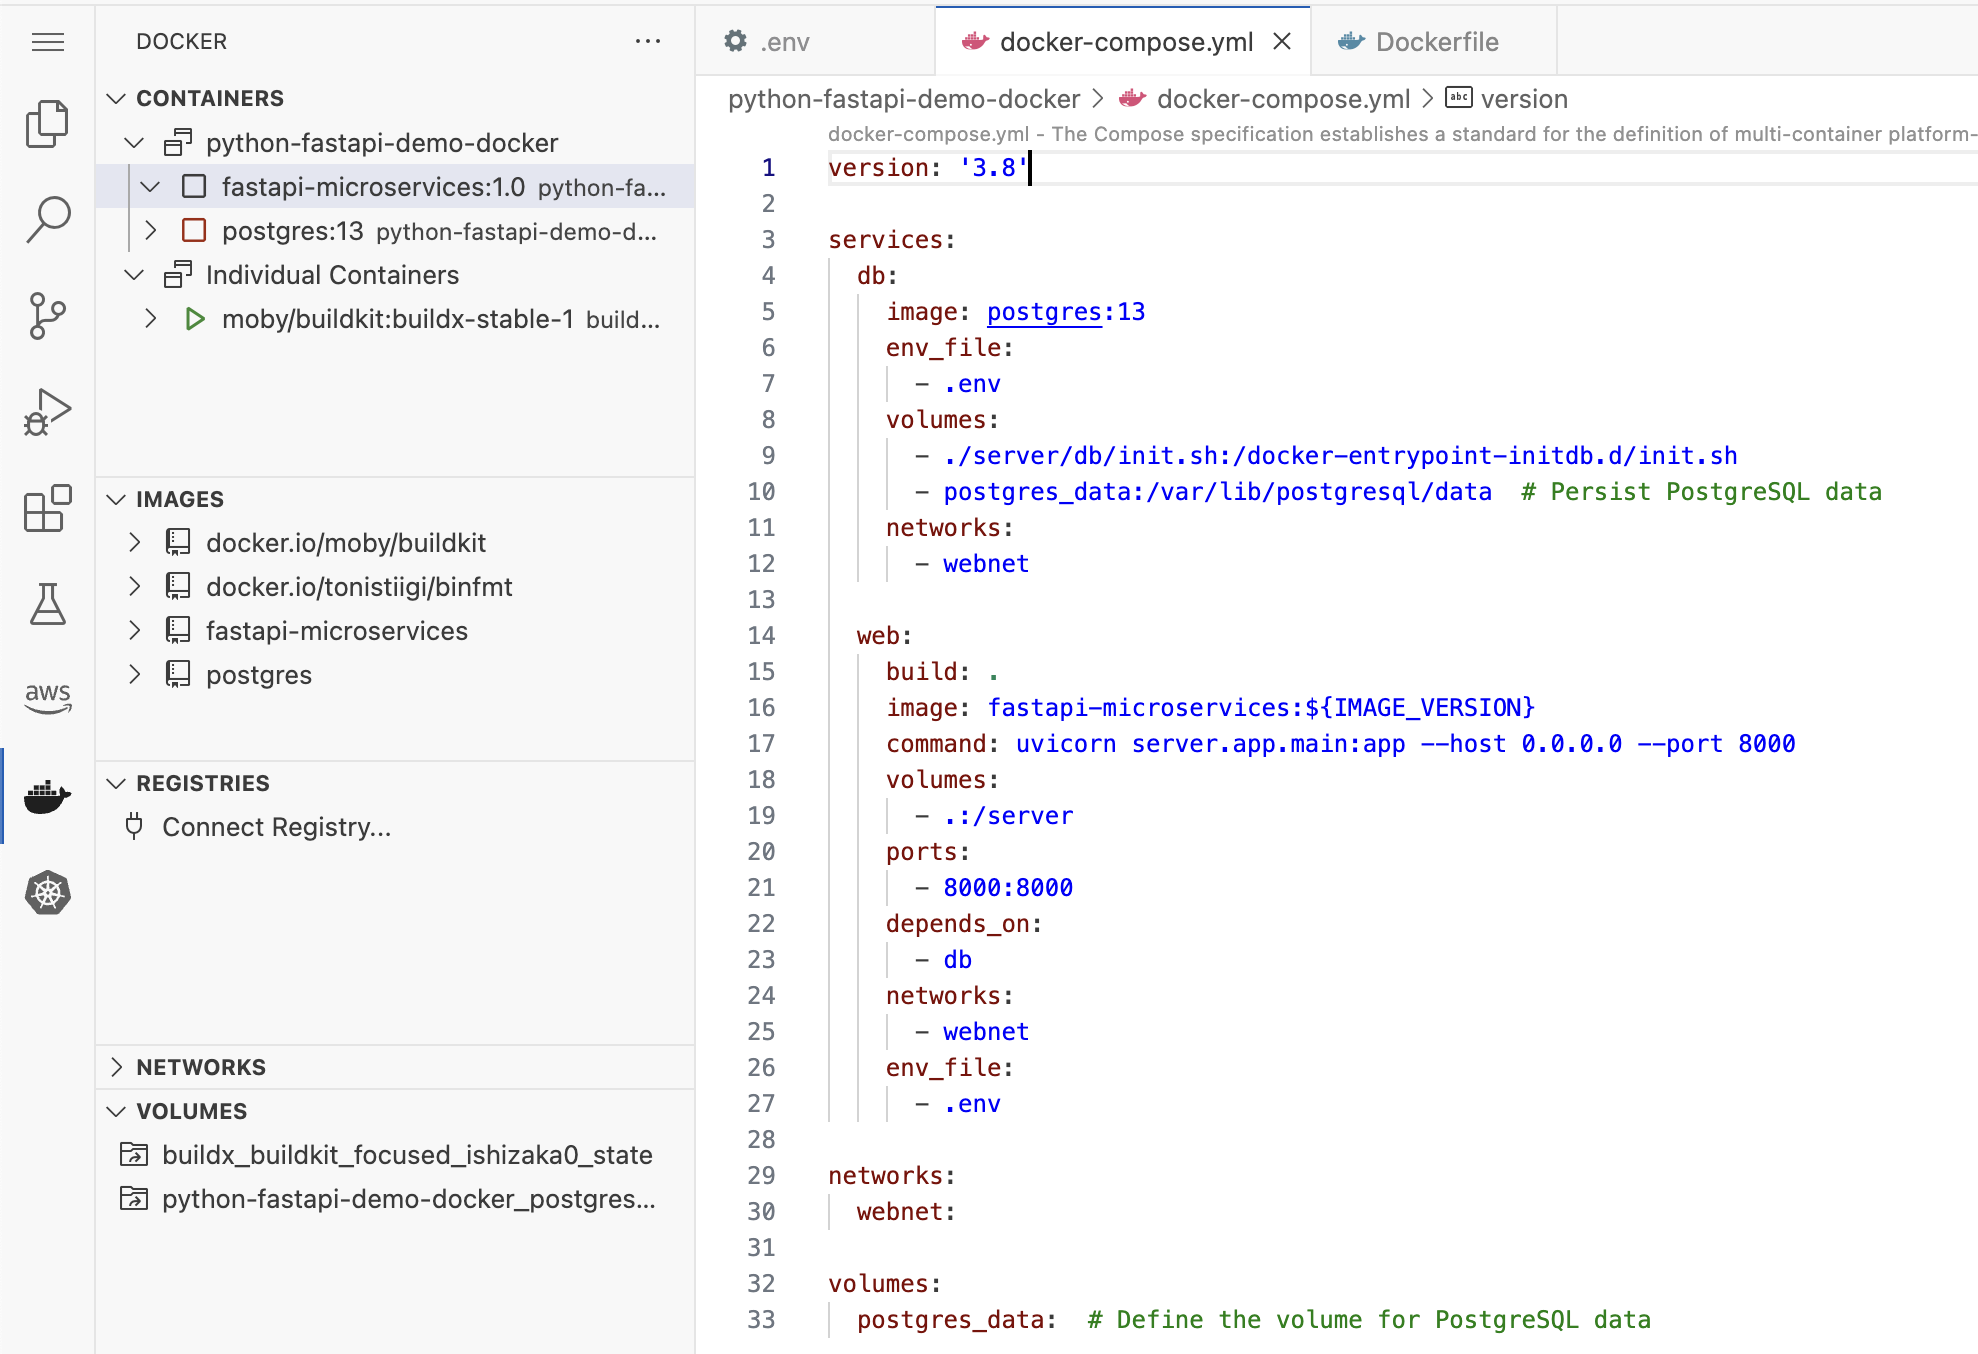 DOCKER
CONTAINERS
python-fastapi-demo-docker
fastapi-microservices:1.0 python-fa...
postgres:13 python-fastapi-demo-d...
Individual Containers
moby/buildkit:buildx-stable-1 build...
IMAGES
docker.io/moby/buildkit
docker.io/tonistiigi/binfmt
fastapi-microservices
postgres
aws
REGISTRIES
Connect Registry...
NETWORKS
VOLUMES
buildx_buildkit_focused_ishizaka0_state
python-fastapi-demo-docker_postgres...
.env
docker-compose.yml
Dockerfile
python-fastapi-demo-docker > docker-compose.yml > abc version
docker-compose.yml - The Compose specification establishes a standard for the definition of multi-container platform-
1 version: '3.8'
2
3 services:
4 db:
5 image: postgres:13
6 env_file:
7 - .env
8 volumes:
9 - ./server/db/init.sh:/docker-entrypoint-initdb.d/init.sh
10 - postgres_data:/var/lib/postgresql/data # Persist PostgreSQL data
11 networks:
12 - webnet
13
14 web:
15 build: .
16 image: fastapi-microservices:${IMAGE_VERSION}
17 command: uvicorn server.app.main:app --host 0.0.0.0 --port 8000
18 volumes:
19 - .:/server
20 ports:
21 - 8000:8000
22 depends_on:
23 - db
24 networks:
25 - webnet
26 env_file:
27 - .env
28
29 networks:
30 webnet:
31
32 volumes:
33 postgres_data: # Define the volume for PostgreSQL data